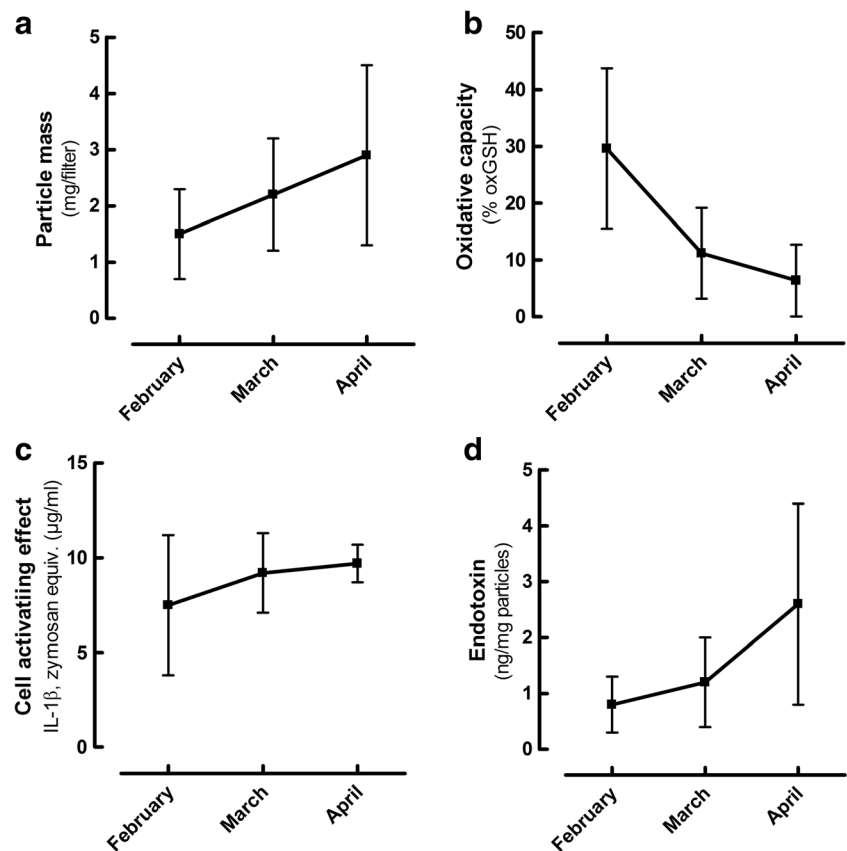 a
Particle mass
(mg/filter)
5
4
3
2
1
0
February
March
April
b
Oxidative capacity
(% oxGSH)
50
40
30
20
10
0
February
March
April
c
Cell activatiing effect
IL-1β, zymosan equiv. (µg/ml)
15
10
5
0
February
March
April
d
Endotoxin
(ng/mg particles)
5
4
3
2
1
0
February
March
April